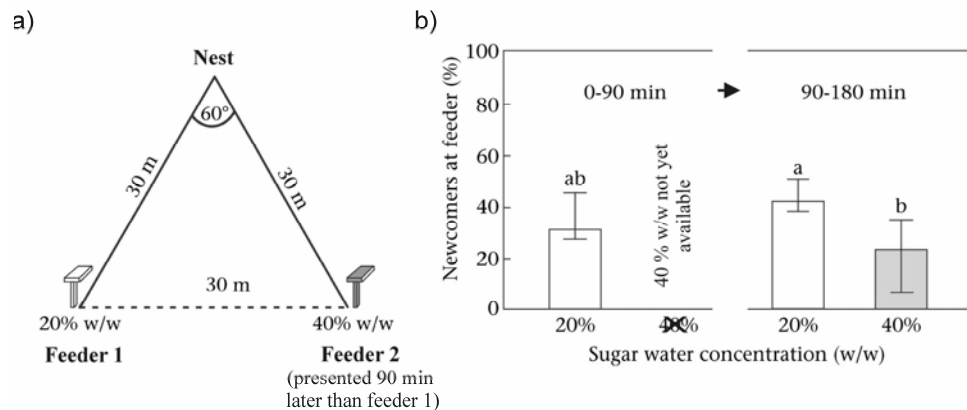 a)
Nest
60°
30 m
30 m
30 m
20% w/w
40% w/w
Feeder 1
Feeder 2
(presented 90 min
later than feeder 1)
b)
Newcomers at feeder (%)
100
80
60
40
20
0
0-90 min
90-180 min
ab
40 % w/w not yet
available
a
b
20%
40%
20%
40%
Sugar water concentration (w/w)